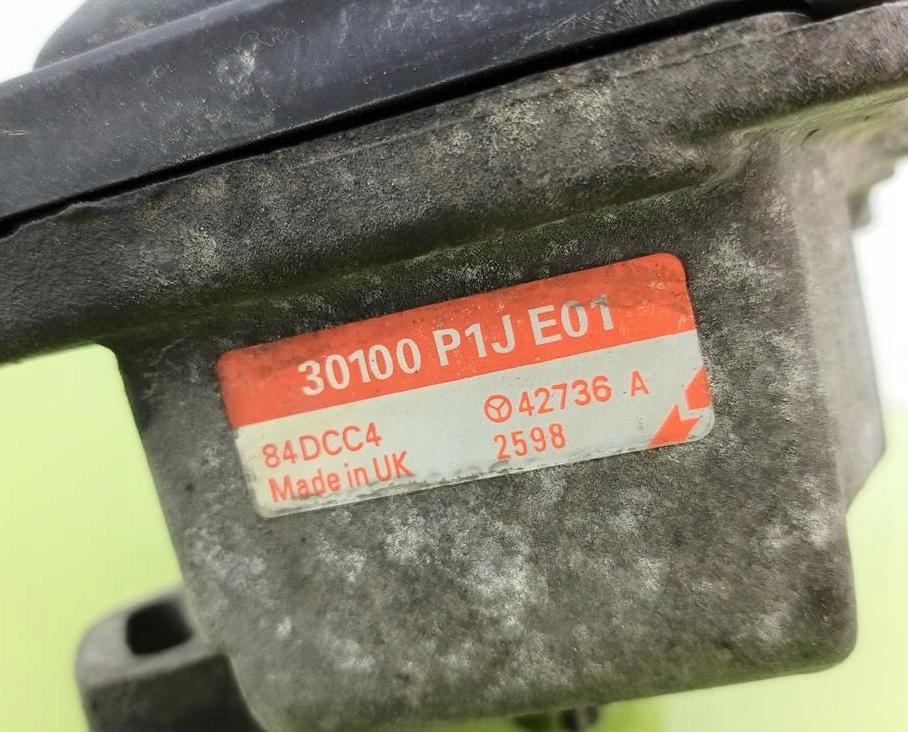 30100 P1J E01
84DCC4 42736 A
Made in UK 2598